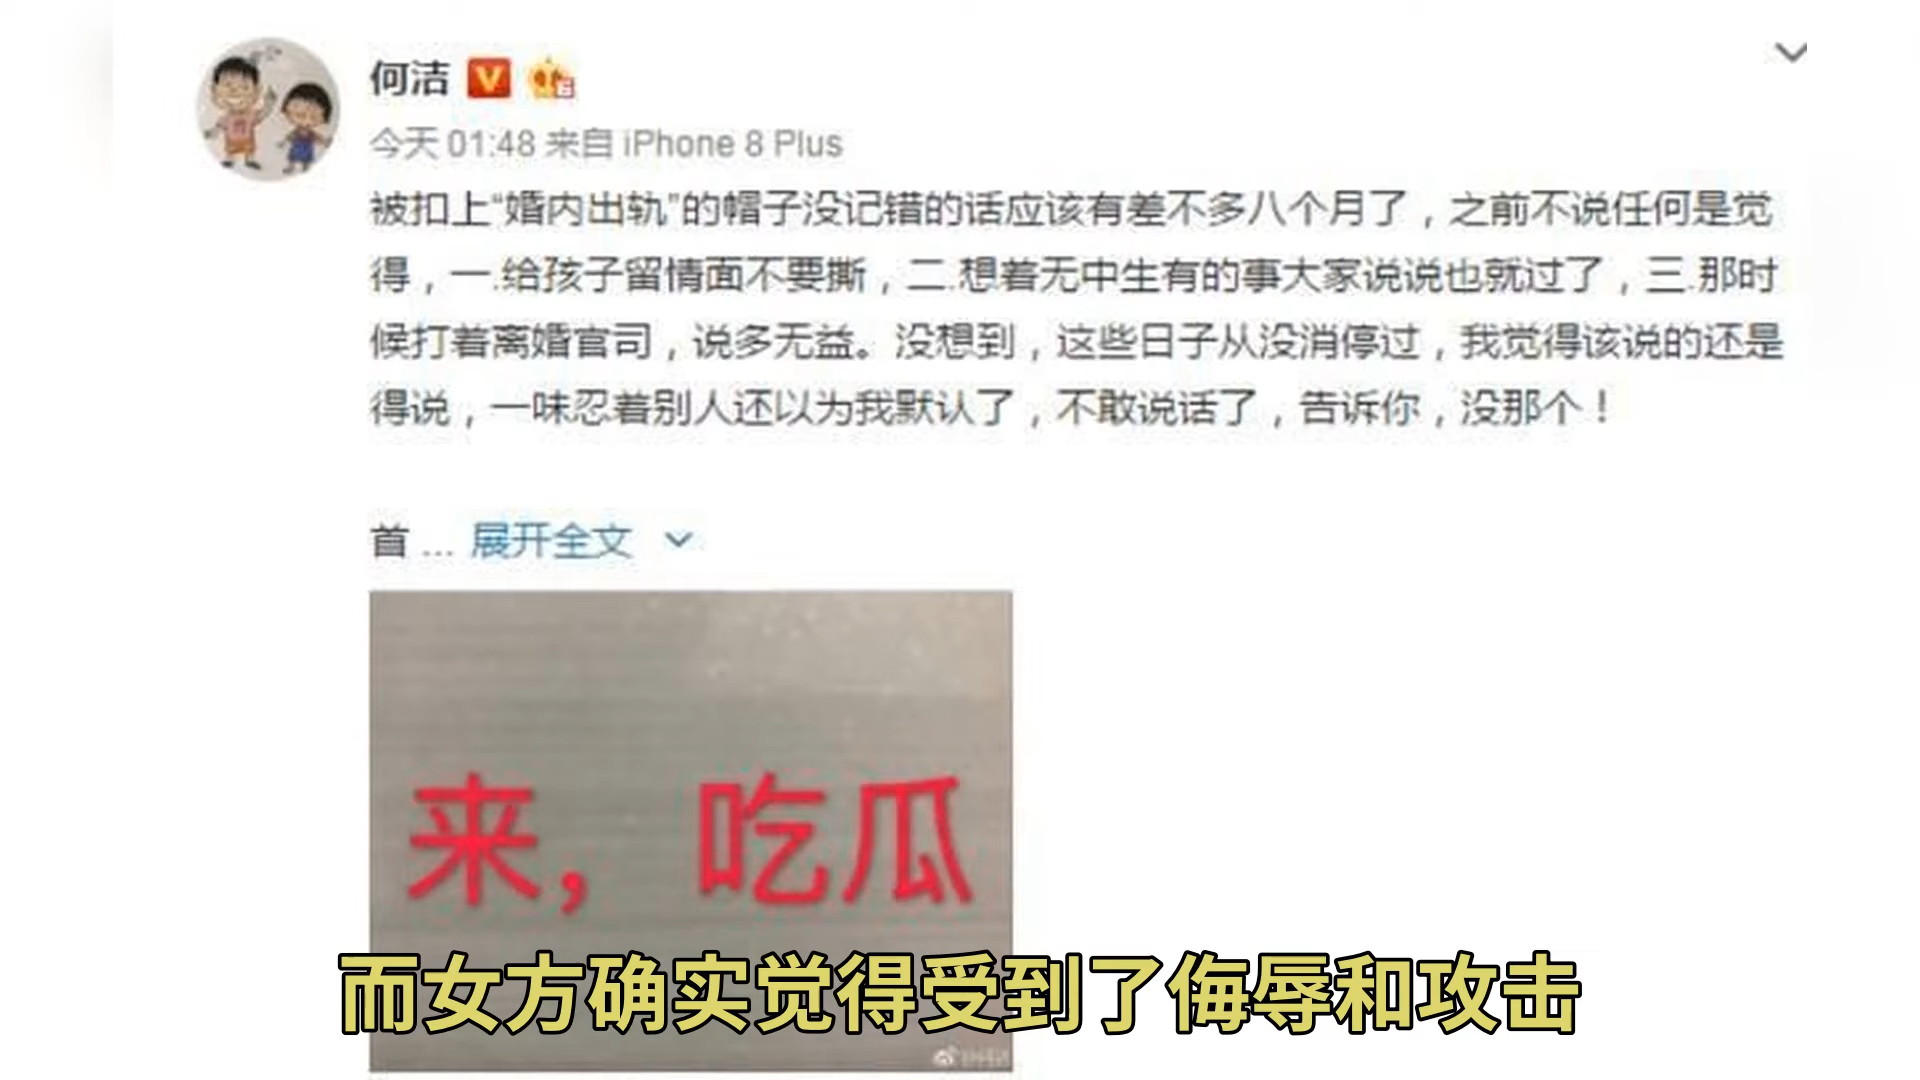 何洁
今天 01:48 来自 iPhone 8 Plus
被扣上“婚内出轨”的帽子没记错的话应该有差不多八个月了，之前不说任何是觉
得，一.给孩子留情面不要撕，二.想着无中生有的事大家说说也就过了，三.那时
候打着离婚官司，说多无益。没想到，这些日子从没消停过，我觉得该说的还是
得说，一味忍着别人还以为我默认了，不敢说话了，告诉你，没那个！
首 ... 展开全文
来，吃瓜
而女方确实觉得受到了侮辱和攻击